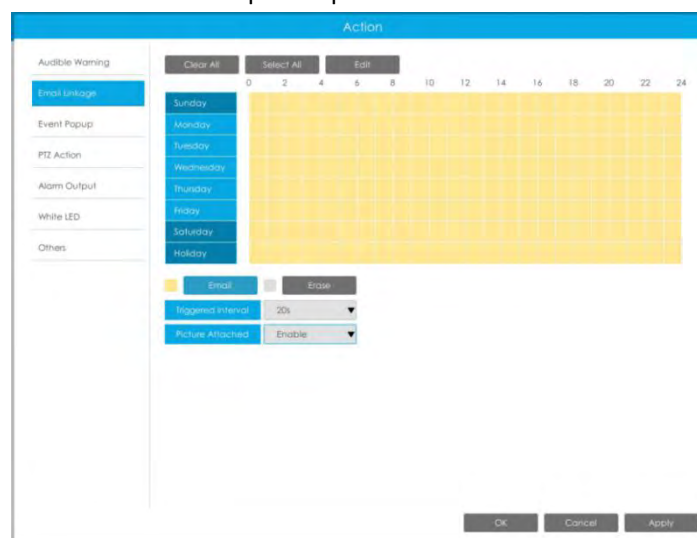 Action
Audible Warning
Email Linkage
Event Popup
PTZ Action
Alarm Output
White LED
Others
Clear All Select All Edit
0 2 4 6 8 10 12 14 16 18 20 22 24
Sunday
Monday
Tuesday
Wednesday
Thursday
Friday
Saturday
Holiday
Email Erase
Triggered Interval 20s
Picture Attached Enable
OK Cancel Apply